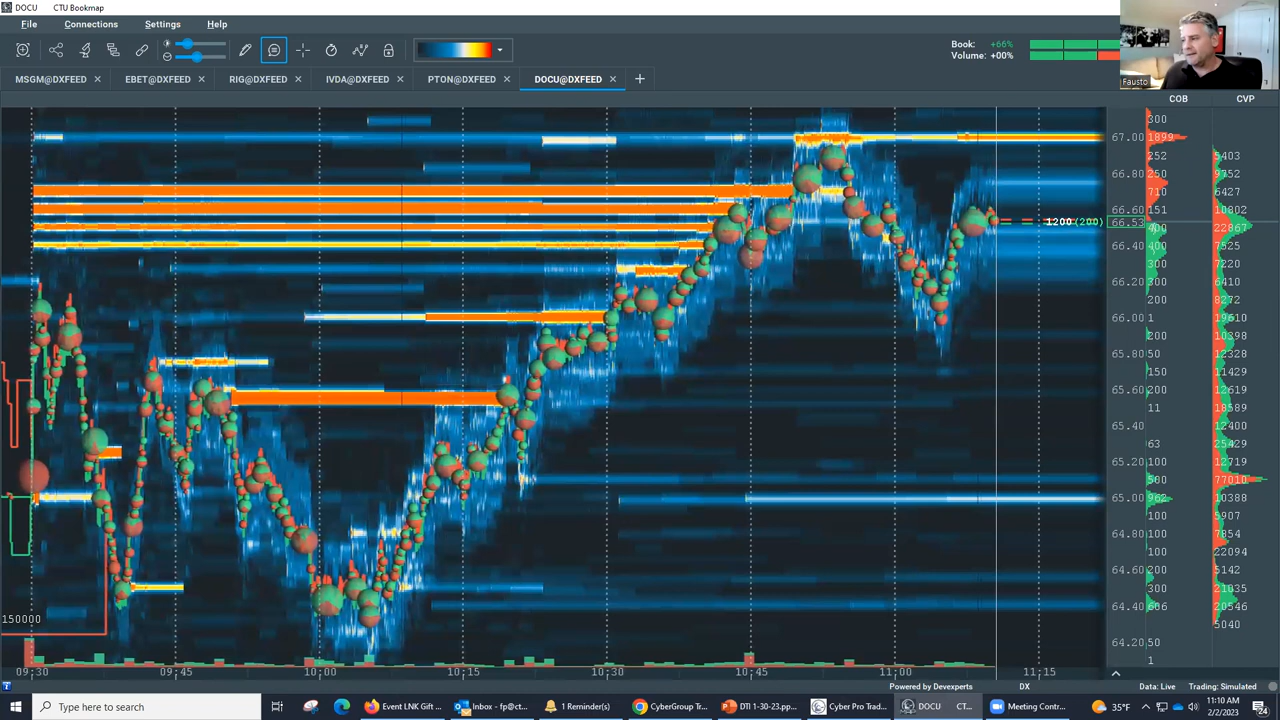 DOCU CTU Bookmap
File Connections Settings Help
Book: +66%
Volume: +00%
Fausto
MSGM@DXFEED EBET@DXFEED RIG@DXFEED IVDA@DXFEED PTON@DXFEED DOCU@DXFEED
COB CVP
300
67.00 1899
252 5403
66.80 250 9752
710 6427
66.60 151 10802
1200(200) 66.53 400 22867
66.40 400 7525
300 7220
66.20 300 6410
200 8272
66.00 1 19610
200 10398
65.80 50 12328
150 11429
65.60 200 12619
11 18589
65.40 12400
63 25429
65.20 100 12719
500 77010
65.00 962 10388
100 5907
64.80 100 7854
100 22094
64.60 200 5142
200 21035
64.40 606 20546
5040
64.20 50
1
150000
09:30 09:45 10:00 10:15 10:30 10:45 11:15
Powered by Devexperts DX Data: Live Trading: Simulated
Type here to search
Event LNK Gift ... Inbox - fp@ct... 1 Reminder(s) CyberGroup Tra... DTI 1-30-23.pp... Cyber Pro Trad... DOCU CT... Meeting Contr...
35°F
11:10 AM
2/2/2023
24